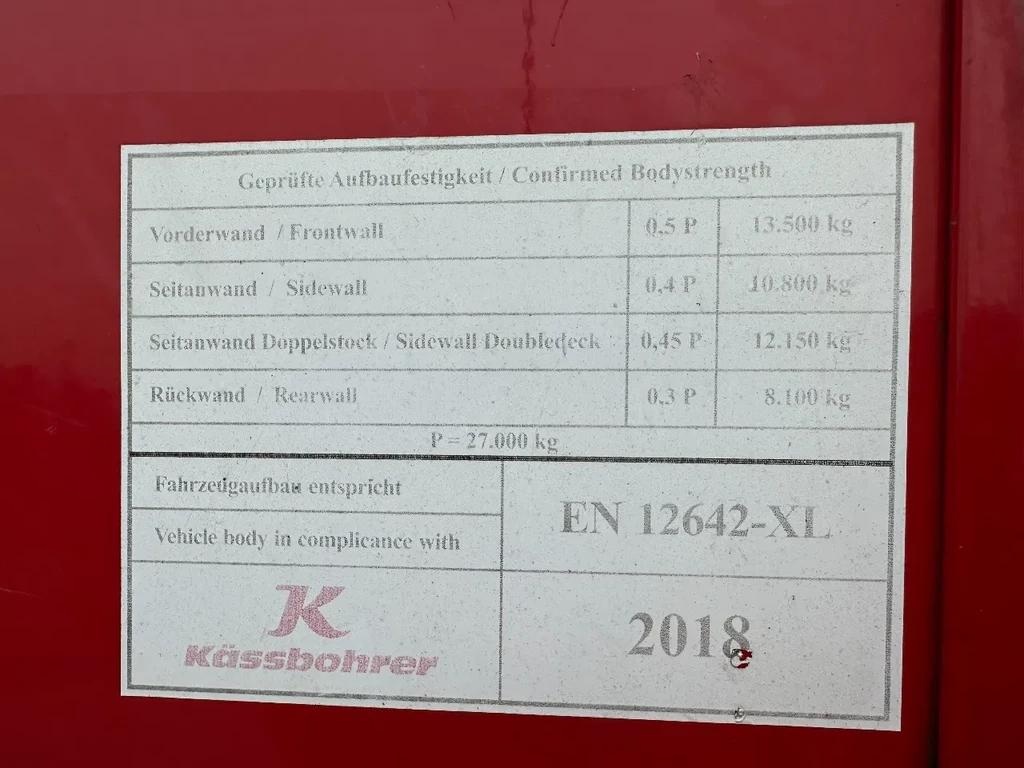 Geprüfte Aufbaufestigkeit / Confirmed Bodystrength
Vorderwand / Frontwall 0,5 P 13.500 kg
Seitanwand / Sidewall 0,4 P 10.800 kg
Seitanwand Doppelstock / Sidewall Doubledeck 0,45 P 12.150 kg
Rückwand / Rearwall 0,3 P 8.100 kg
P = 27.000 kg
Fahrzeugaufbau entspricht
Vehicle body in complicance with
EN 12642-XL
Kässbohrer
2018